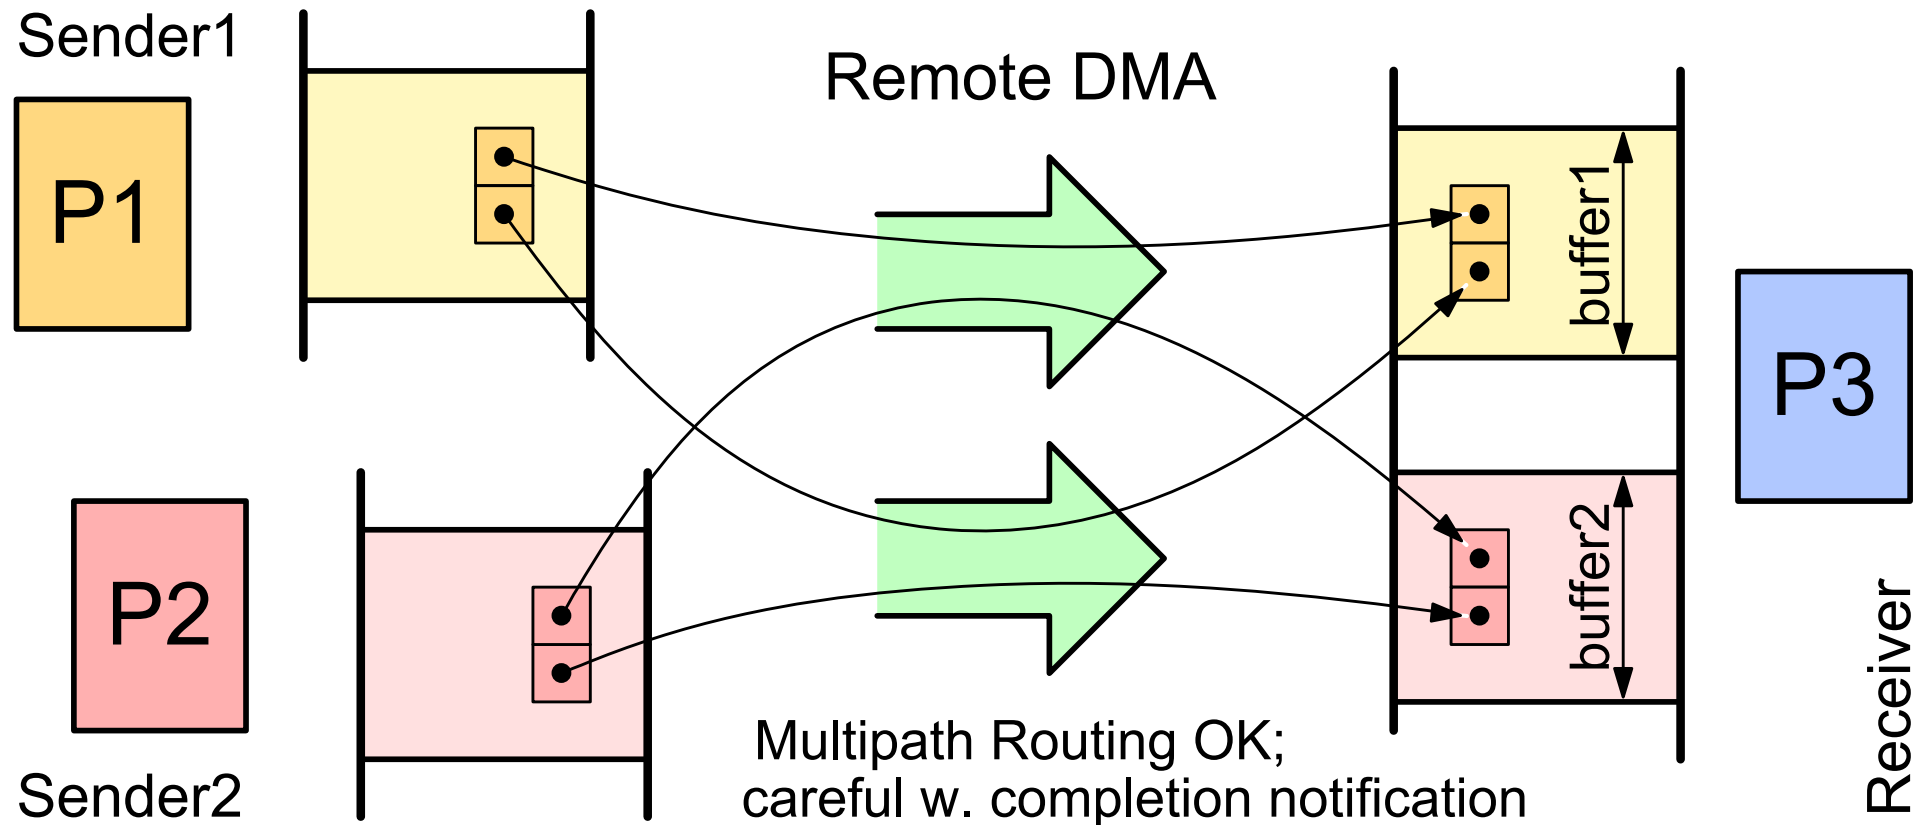 Sender1
P1
Remote DMA
buffer1
P3
P2
buffer2
Receiver
Sender2
Multipath Routing OK;
careful w. completion notification